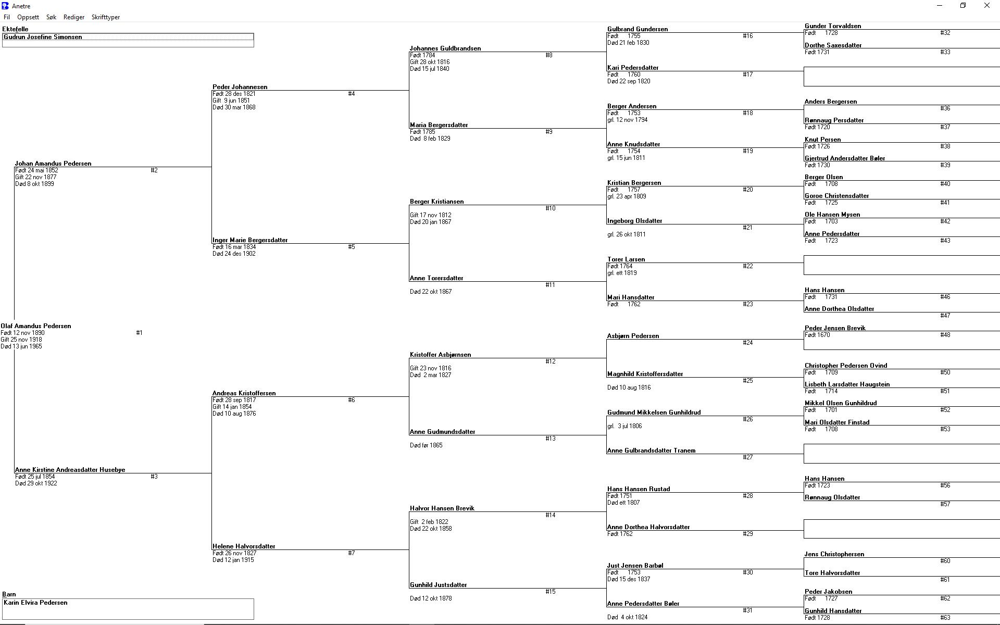 Anetre
Fil Oppsett Søk Rediger Skrifttyper
Ektefelle
Gudrun Josefine Simonsen
Olaf Amandus Pedersen
Født 12 nov 1890 #1
Gift 25 nov 1918
Død 13 jun 1965
Barn
Karin Elvira Pedersen
Johan Amandus Pedersen
Født 24 mai 1852 #2
Gift 22 nov 1877
Død 8 okt 1899
Anne Kirstine Andreasdatter Husebye
Født 25 jul 1854 #3
Død 29 okt 1922
Peder Johannesen
Født 28 des 1821 #4
Gift 9 jun 1851
Død 30 mar 1868
Inger Marie Bergersdatter
Født 16 mar 1834 #5
Død 24 des 1902
Andreas Kristoffersen
Født 28 sep 1817 #6
Gift 14 jan 1854
Død 10 aug 1876
Helene Halvorsdatter
Født 26 nov 1827 #7
Død 12 jan 1915
Johannes Guldbrandsen
Født 1784 #8
Gift 28 okt 1816
Død 15 jul 1840
Maria Bergersdatter
Født 1785 #9
Død 8 feb 1829
Berger Kristiansen
#10
Gift 17 nov 1812
Død 20 jan 1867
Anne Torersdatter
#11
Død 22 okt 1867
Kristoffer Asbjørnsen
#12
Gift 23 nov 1816
Død 2 mar 1827
Anne Gudmundsdatter
#13
Død før 1865
Halvor Hansen Brevik
#14
Gift 2 feb 1822
Død 22 okt 1858
Gunhild Justsdatter
#15
Død 12 okt 1878
Gulbrand Gundersen
Født 1755 #16
Død 21 feb 1830
Kari Pedersdatter
Født 1760 #17
Død 22 sep 1820
Berger Andersen
Født 1753 #18
grl. 12 nov 1794
Anne Knudsdatter
Født 1754 #19
grl. 15 jun 1811
Kristian Bergersen
Født 1757 #20
grl. 23 apr 1809
Ingeborg Olsdatter
#21
grl. 26 okt 1811
Torer Larsen
Født 1764 #22
grl. ett 1819
Mari Hansdatter
Født 1762 #23
Asbjørn Pedersen
#24
Magnhild Kristoffersdatter
#25
Død 10 aug 1816
Gudmund Mikkelsen Gunhildrud
#26
grl. 3 jul 1806
Anne Gulbrandsdatter Tranem
#27
Hans Hansen Rustad
Født 1751 #28
Død ett 1807
Anne Dorthea Halvorsdatter
Født 1762 #29
Just Jensen Barbøl
Født 1753 #30
Død 15 des 1837
Anne Pedersdatter Bøler
#31
Død 4 okt 1824
Gunder Torvaldsen
Født 1728 #32
Dorthe Saxesdatter
Født 1731 #33
Anders Bergersen
#36
Rønnaug Persdatter
Født 1720 #37
Knut Persen
Født 1726 #38
Gjertrud Andersdatter Bøler
Født 1730 #39
Berger Olsen
Født 1708 #40
Goroe Christensdatter
Født 1725 #41
Ole Hansen Mysen
Født 1703 #42
Anne Pedersdatter
Født 1723 #43
Hans Hansen
Født 1731 #46
Anne Dorthea Olsdatter
#47
Peder Jensen Brevik
Født 1670 #48
Christopher Pedersen Ovind
Født 1709 #50
Lisbeth Larsdatter Haugstein
Født 1714 #51
Mikkel Olsen Gunhildrud
Født 1701 #52
Mari Olsdatter Finstad
Født 1708 #53
Hans Hansen
Født 1723 #56
Rønnaug Olsdatter
#57
Jens Christophersen
#60
Tore Halvorsdatter
#61
Peder Jakobsen
Født 1727 #62
Gunhild Hansdatter
Født 1728 #63